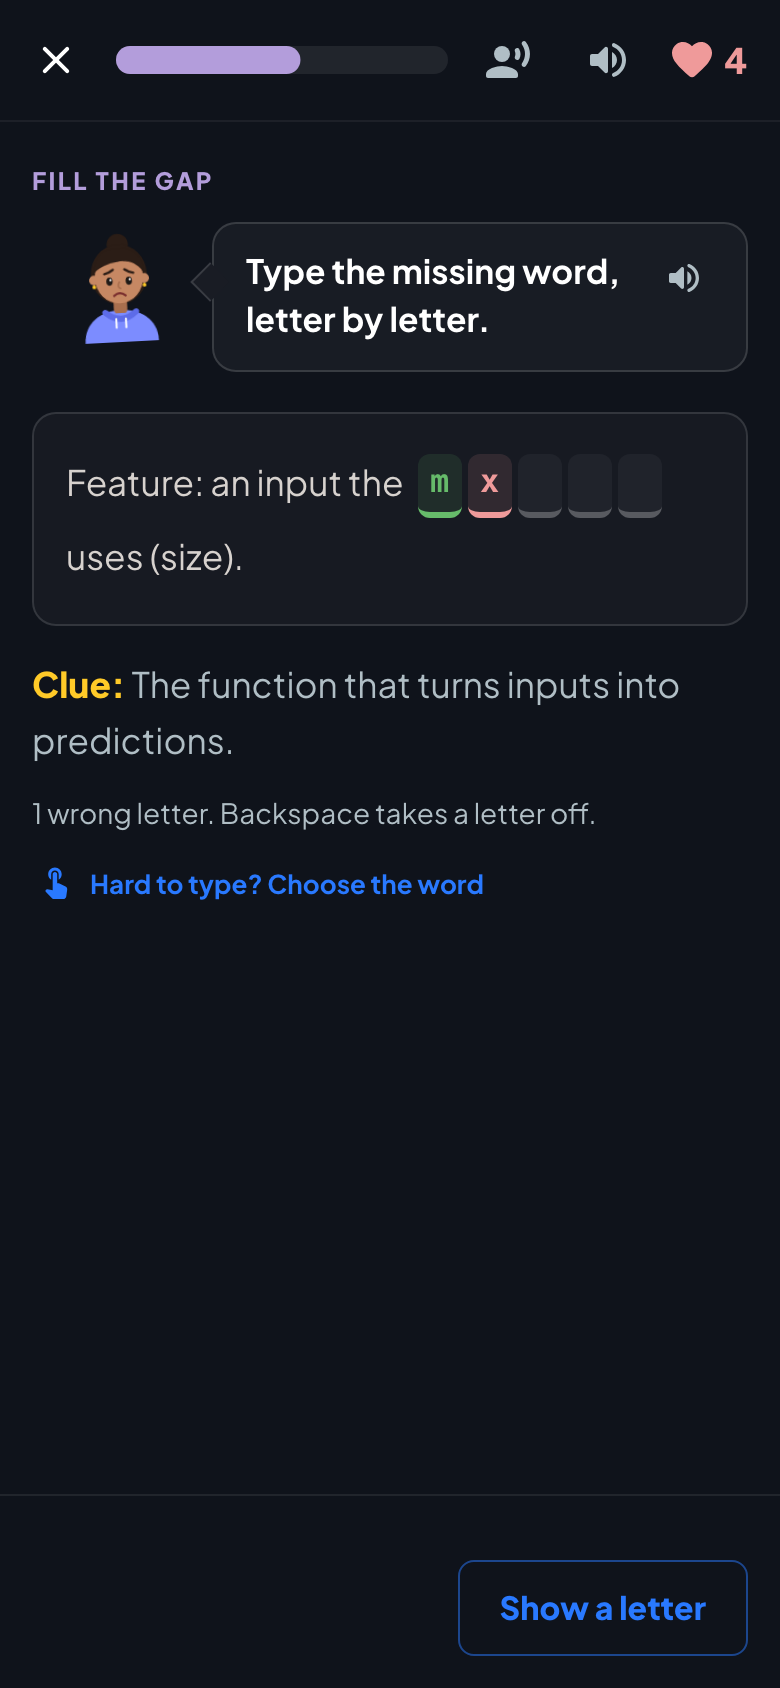 4
FILL THE GAP
Type the missing word,
letter by letter.
Feature: an input the m x
uses (size).
Clue: The function that turns inputs into
predictions.
1 wrong letter. Backspace takes a letter off.
Hard to type? Choose the word
Show a letter